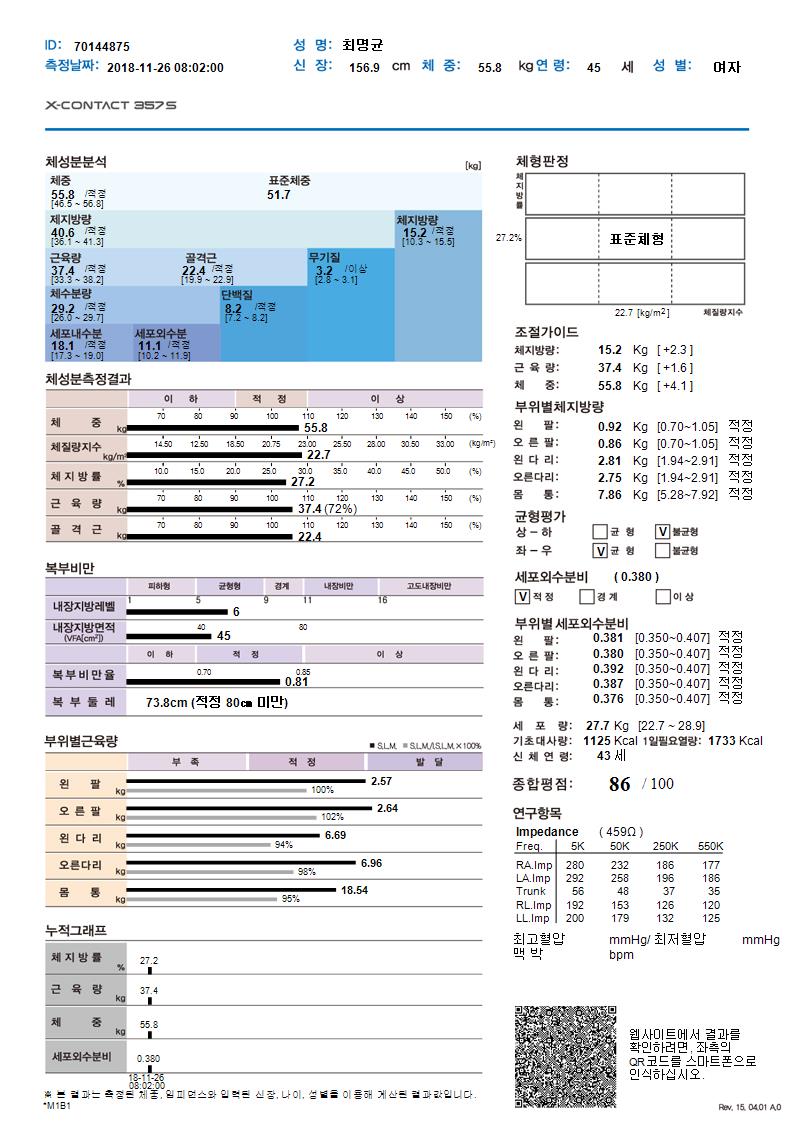 ID: 70144875 성 명: 최명균
측정날짜: 2018-11-26 08:02:00 신 장: 156.9 cm 체 중: 55.8 kg 연 령: 45 세 성 별: 여자
X-CONTACT 357S
체성분분석 [kg]
체중 표준체중
55.8 /적정 51.7
[46.5 ~ 56.8]
제지방량 체지방량
40.6 /적정 15.2 /적정
[36.1 ~ 41.3] [10.3 ~ 15.5]
근육량 골격근 무기질
37.4 /적정 22.4 /적정 3.2 /이상
[33.3 ~ 38.2] [19.9 ~ 22.9] [2.8 ~ 3.1]
체수분량 단백질
29.2 /적정 8.2 /적정
[26.0 ~ 29.7] [7.2 ~ 8.2]
세포내수분 세포외수분
18.1 /적정 11.1 /적정
[17.3 ~ 19.0] [10.2 ~ 11.9]
체성분측정결과
이 하 적 정 이 상
70 80 90 100 110 120 130 140 150 (%)
체 중 kg 55.8
14.50 12.50 18.50 20.75 23.00 25.50 28.00 30.50 33.00 (kg/m²)
체질량지수 kg/m² 22.7
10.0 15.0 20.0 25.0 30.0 35.0 40.0 45.0 50.0 (%)
체 지 방 률 % 27.2
70 80 90 100 110 120 130 140 150 (%)
근 육 량 kg 37.4 (72%)
70 80 90 100 110 120 130 140 150 (%)
골 격 근 kg 22.4
복부비만
피하형 균형형 경계 내장비만 고도내장비만
1 5 9 11 16
내장지방레벨 6
40 80
내장지방면적 (VFA[cm²]) 45
이 하 적 정 이 상
0.70 0.85
복부비만율 0.81
복 부 둘 레 73.8cm (적정 80㎝ 미만)
부위별근육량 ■ S.L.M. ■ S.L.M./I.S.L.M.×100%
부 족 적 정 발 달
왼 팔 kg 2.57
100%
오 른 팔 kg 2.64
102%
왼 다 리 kg 6.69
94%
오른다리 kg 6.96
98%
몸 통 kg 18.54
95%
누적그래프
체 지 방 률 % 27.2
근 육 량 kg 37.4
체 중 kg 55.8
세포외수분비 0.380
18-11-26
08:02:00
※ 본 결과는 측정된 체중, 임피던스와 입력된 신장, 나이, 성별를 이용해 계산된 결과값입니다.
*M1B1
체형판정
체지방률
27.2% 표준체형
22.7 [kg/m²] 체질량지수
조절가이드
체지방량: 15.2 Kg [ +2.3 ]
근 육 량: 37.4 Kg [ +1.6 ]
체 중: 55.8 Kg [ +4.1 ]
부위별체지방량
왼 팔: 0.92 Kg [0.70~1.05] 적정
오 른 팔: 0.86 Kg [0.70~1.05] 적정
왼 다 리: 2.81 Kg [1.94~2.91] 적정
오른다리: 2.75 Kg [1.94~2.91] 적정
몸 통: 7.86 Kg [5.28~7.92] 적정
균형평가
상 – 하 균 형 V 불균형
좌 – 우 V 균 형 불균형
세포외수분비 ( 0.380 )
V 적 정 경 계 이 상
부위별 세포외수분비
왼 팔: 0.381 [0.350~0.407] 적정
오 른 팔: 0.380 [0.350~0.407] 적정
왼 다 리: 0.392 [0.350~0.407] 적정
오른다리: 0.387 [0.350~0.407] 적정
몸 통: 0.376 [0.350~0.407] 적정
세 포 량: 27.7 Kg [22.7 ~ 28.9]
기초대사량: 1125 Kcal 1일필요열량: 1733 Kcal
신 체 연 령: 43 세
종합평점: 86 / 100
연구항목
Impedance ( 459Ω )
Freq. 5K 50K 250K 550K
RA.Imp 280 232 186 177
LA.Imp 292 258 196 186
Trunk 56 48 37 35
RL.Imp 192 153 126 120
LL.Imp 200 179 132 125
최고혈압 mmHg/ 최저혈압 mmHg
맥 박 bpm
웹사이트에서 결과를
확인하려면, 좌측의
QR코드를 스마트폰으로
인식하십시오.
Rev, 15, 04,01 A,0